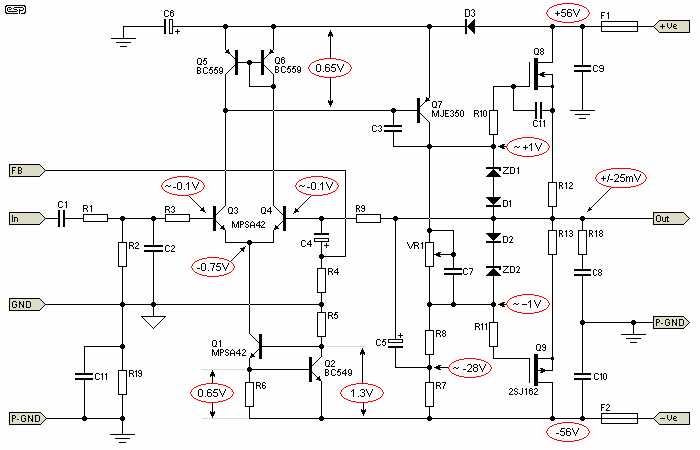 esp
C6
D3
+56V
F1
+Ve
Q5
BC559
Q6
BC559
0.65V
Q8
C9
Q7
MJE350
R10
C11
C3
~ +1V
FB
ZD1
+/-25mV
~ -0.1V
~ -0.1V
D1
R12
In
C1
R1
R3
Q3
Q4
MPSA42
R9
Out
R2
C2
C4
D2
R13
R18
VR1
-0.75V
R4
C7
ZD2
C8
GND
~ -1V
R5
P-GND
R11
Q1
MPSA42
C5
R8
Q9
Q2
BC549
~ -28V
C11
R19
0.65V
R6
1.3V
R7
2SJ162
C10
F2
P-GND
-56V
-Ve